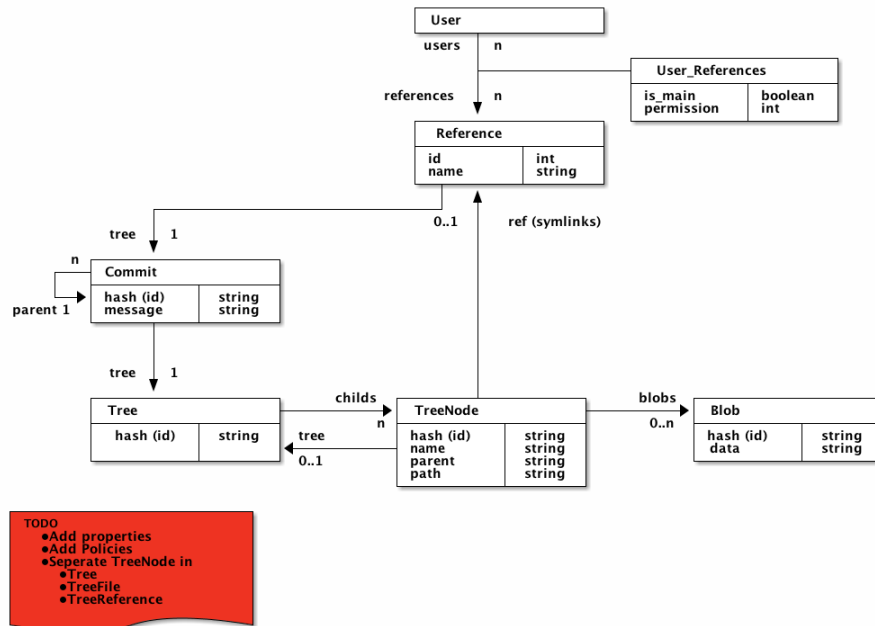 User
users n
User_References
is_main boolean
permission int
references n
Reference
id int
name string
0..1 ref (symlinks)
tree 1
n
Commit
hash (id) string
message string
parent 1
tree 1
Tree
hash (id) string
childs
n
tree
0..1
TreeNode
hash (id) string
name string
parent string
path string
blobs
0..n
Blob
hash (id) string
data string
TODO
●Add properties
●Add Policies
●Seperate TreeNode in
●Tree
●TreeFile
●TreeReference